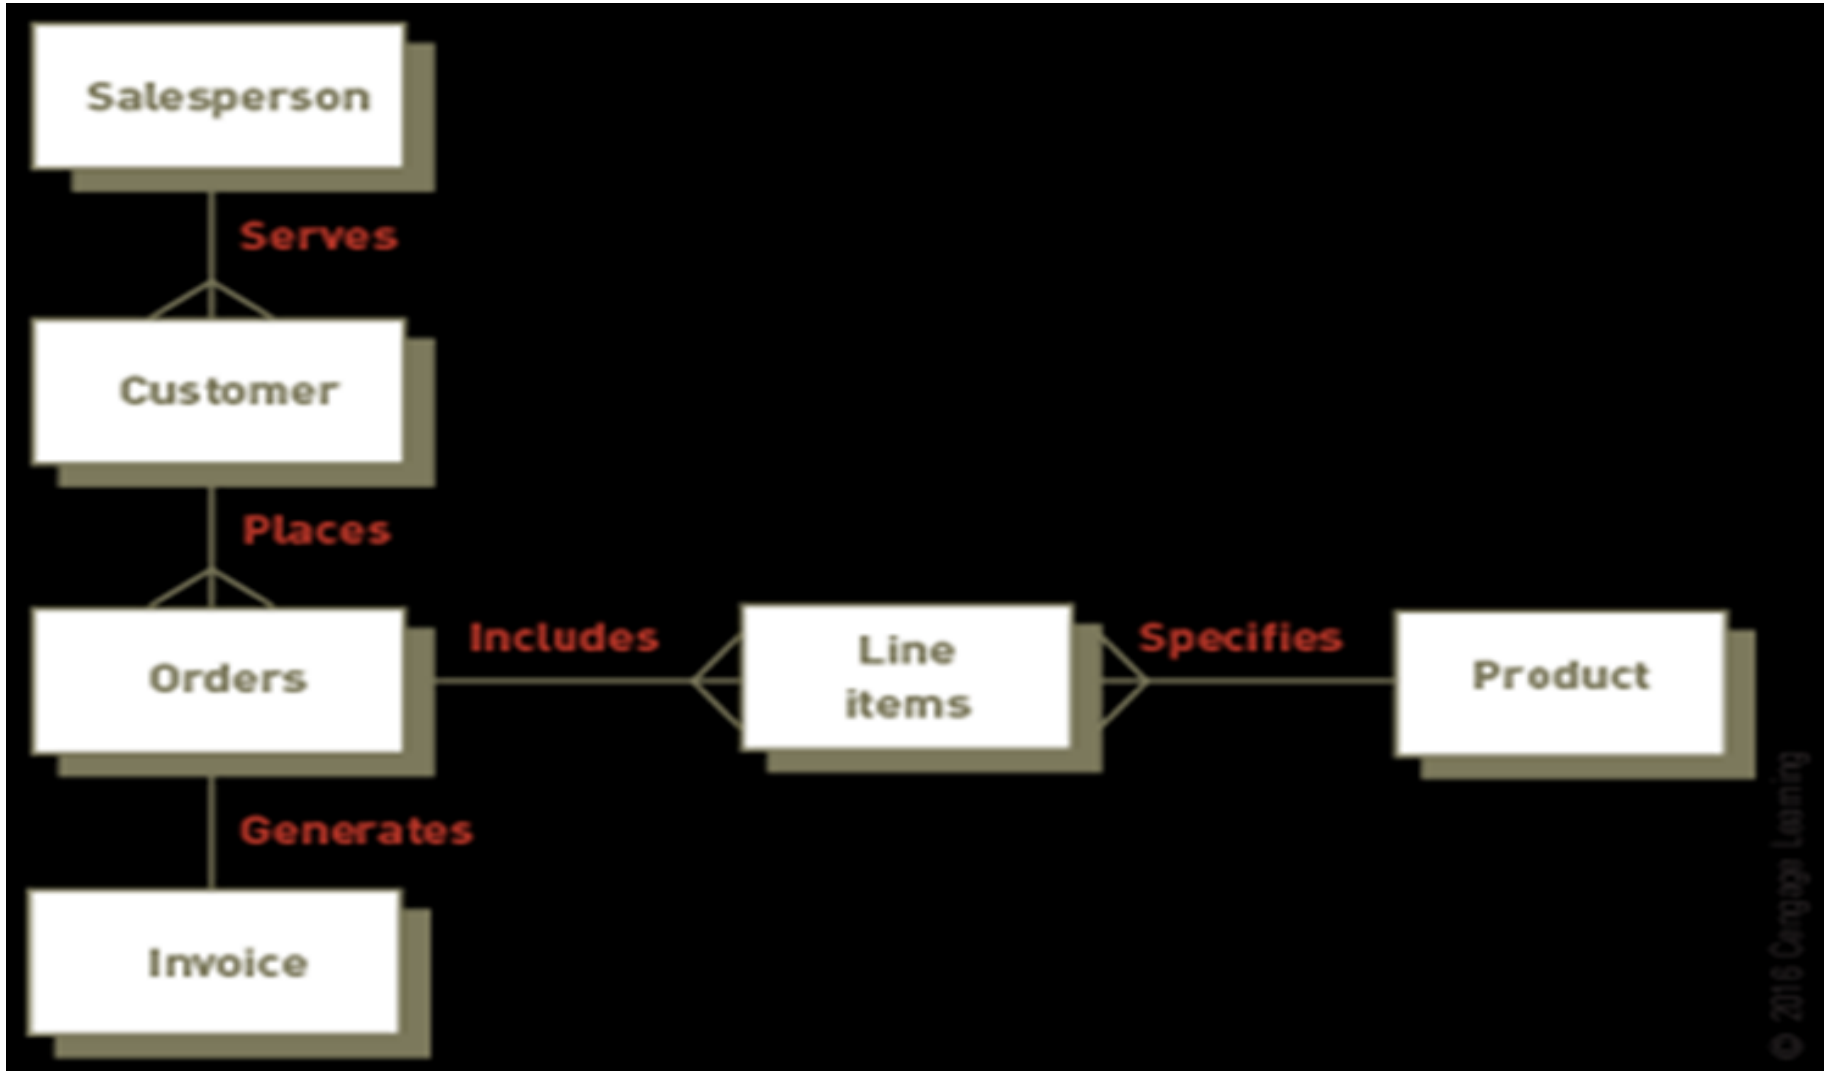 Salesperson
Serves
Customer
Places
Orders
Includes
Line
items
Specifies
Product
Generates
Invoice
© 2016 Cengage Learning